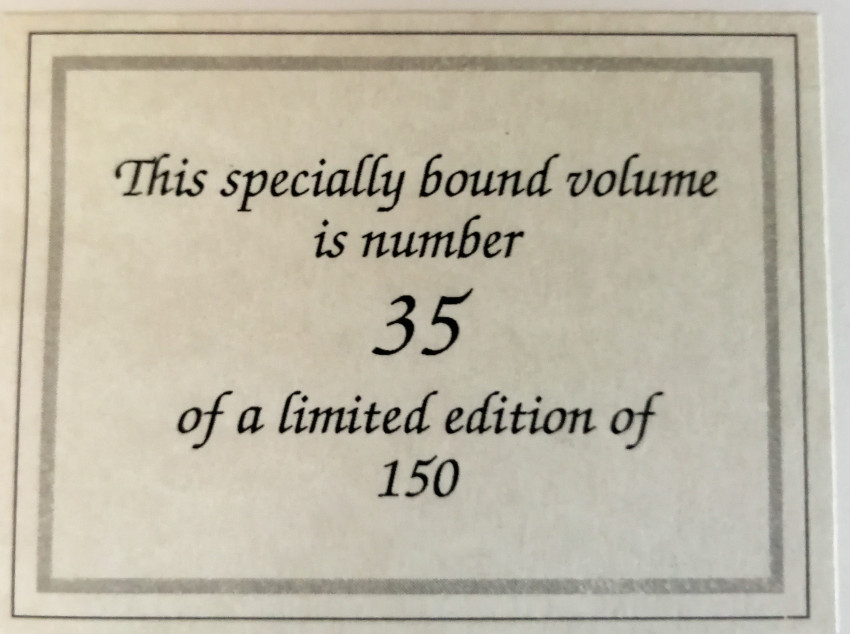 This specially bound volume
is number
35
of a limited edition of
150